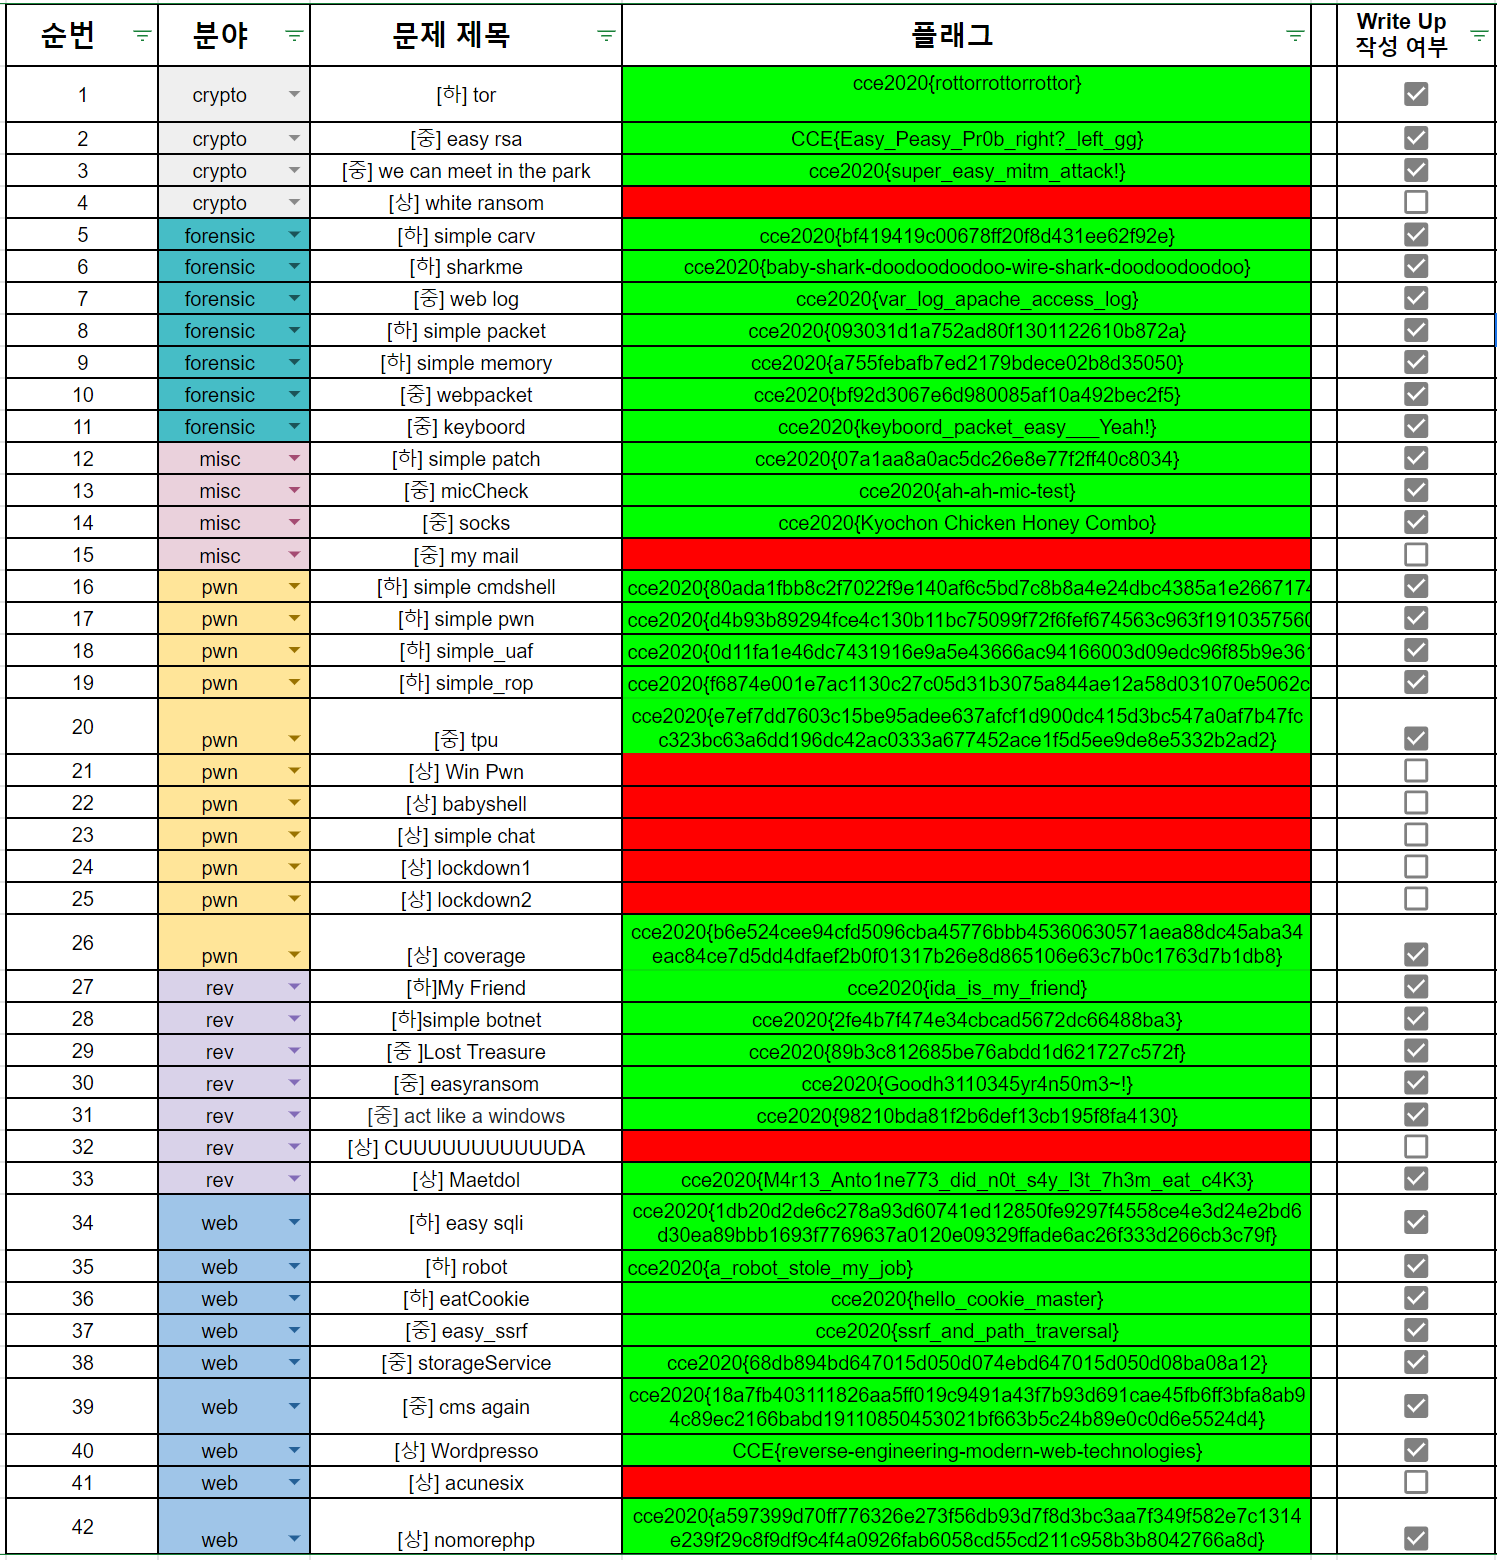 순번 분야 문제 제목 플래그 Write Up
작성 여부
1 crypto [하] tor cce2020{rottorrottorrottor}
2 crypto [중] easy rsa CCE{Easy_Peasy_Pr0b_right?_left_gg}
3 crypto [중] we can meet in the park cce2020{super_easy_mitm_attack!}
4 crypto [상] white ransom
5 forensic [하] simple carv cce2020{bf419419c00678ff20f8d431ee62f92e}
6 forensic [하] sharkme cce2020{baby-shark-doodoodoodoo-wire-shark-doodoodoodoo}
7 forensic [중] web log cce2020{var_log_apache_access_log}
8 forensic [하] simple packet cce2020{093031d1a752ad80f1301122610b872a}
9 forensic [하] simple memory cce2020{a755febafb7ed2179bdece02b8d35050}
10 forensic [중] webpacket cce2020{bf92d3067e6d980085af10a492bec2f5}
11 forensic [중] keyboord cce2020{keyboord_packet_easy___Yeah!}
12 misc [하] simple patch cce2020{07a1aa8a0ac5dc26e8e77f2ff40c8034}
13 misc [중] micCheck cce2020{ah-ah-mic-test}
14 misc [중] socks cce2020{Kyochon Chicken Honey Combo}
15 misc [중] my mail
16 pwn [하] simple cmdshell cce2020{80ada1fbb8c2f7022f9e140af6c5bd7c8b8a4e24dbc4385a1e2667174
17 pwn [하] simple pwn cce2020{d4b93b89294fce4c130b11bc75099f72f6fef674563c963f1910357560
18 pwn [하] simple_uaf cce2020{0d11fa1e46dc7431916e9a5e43666ac94166003d09edc96f85b9e361
19 pwn [하] simple_rop cce2020{f6874e001e7ac1130c27c05d31b3075a844ae12a58d031070e5062c
20 pwn [중] tpu cce2020{e7ef7dd7603c15be95adee637afcf1d900dc415d3bc547a0af7b47fc
c323bc63a6dd196dc42ac0333a677452ace1f5d5ee9de8e5332b2ad2}
21 pwn [상] Win Pwn
22 pwn [상] babyshell
23 pwn [상] simple chat
24 pwn [상] lockdown1
25 pwn [상] lockdown2
26 pwn [상] coverage cce2020{b6e524cee94cfd5096cba45776bbb45360630571aea88dc45aba34
eac84ce7d5dd4dfaef2b0f01317b26e8d865106e63c7b0c1763d7b1db8}
27 rev [하]My Friend cce2020{ida_is_my_friend}
28 rev [하]simple botnet cce2020{2fe4b7f474e34cbcad5672dc66488ba3}
29 rev [중 ]Lost Treasure cce2020{89b3c812685be76abdd1d621727c572f}
30 rev [중] easyransom cce2020{Goodh3110345yr4n50m3~!}
31 rev [중] act like a windows cce2020{98210bda81f2b6def13cb195f8fa4130}
32 rev [상] CUUUUUUUUUUUDA
33 rev [상] Maetdol cce2020{M4r13_Anto1ne773_did_n0t_s4y_l3t_7h3m_eat_c4K3}
34 web [하] easy sqli cce2020{1db20d2de6c278a93d60741ed12850fe9297f4558ce4e3d24e2bd6
d30ea89bbb1693f7769637a0120e09329ffade6ac26f333d266cb3c79f}
35 web [하] robot cce2020{a_robot_stole_my_job}
36 web [하] eatCookie cce2020{hello_cookie_master}
37 web [중] easy_ssrf cce2020{ssrf_and_path_traversal}
38 web [중] storageService cce2020{68db894bd647015d050d074ebd647015d050d08ba08a12}
39 web [중] cms again cce2020{18a7fb403111826aa5ff019c9491a43f7b93d691cae45fb6ff3bfa8ab9
4c89ec2166babd19110850453021bf663b5c24b89e0c0d6e5524d4}
40 web [상] Wordpresso CCE{reverse-engineering-modern-web-technologies}
41 web [상] acunesix
42 web [상] nomorephp cce2020{a597399d70ff776326e273f56db93d7f8d3bc3aa7f349f582e7c1314
e239f29c8f9df9c4f4a0926fab6058cd55cd211c958b3b8042766a8d}